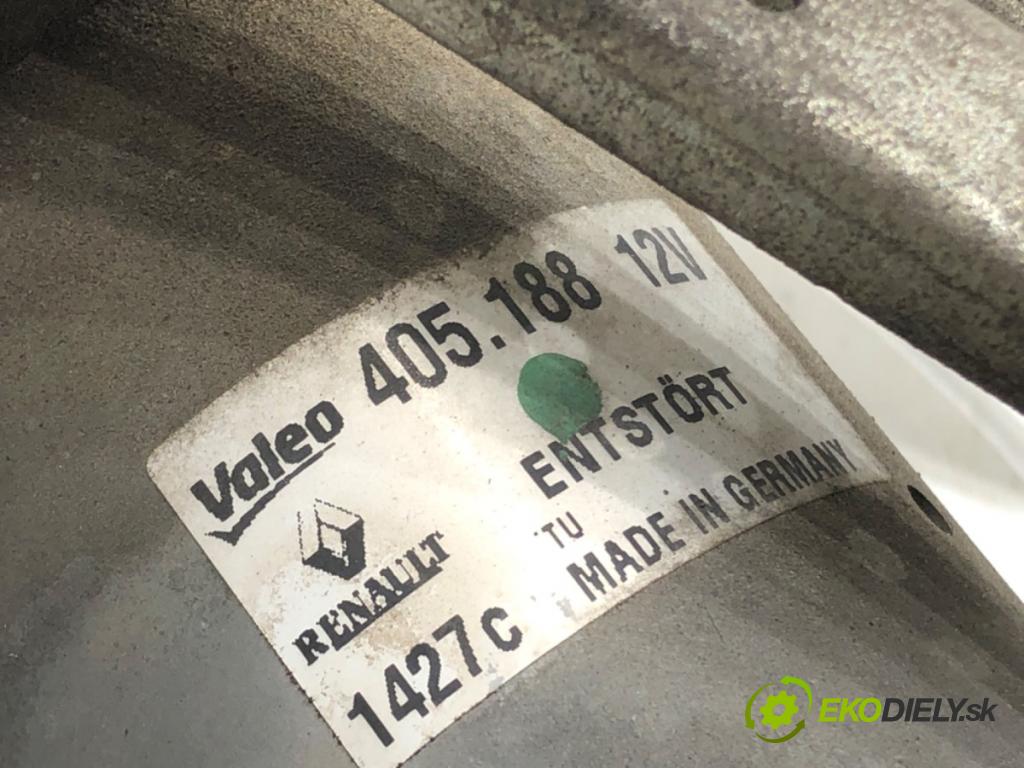 Valeo 405.188 12V
ENTSTÖRT
RENAULT
TU
1427C MADE IN GERMANY
EKODIELY.sk